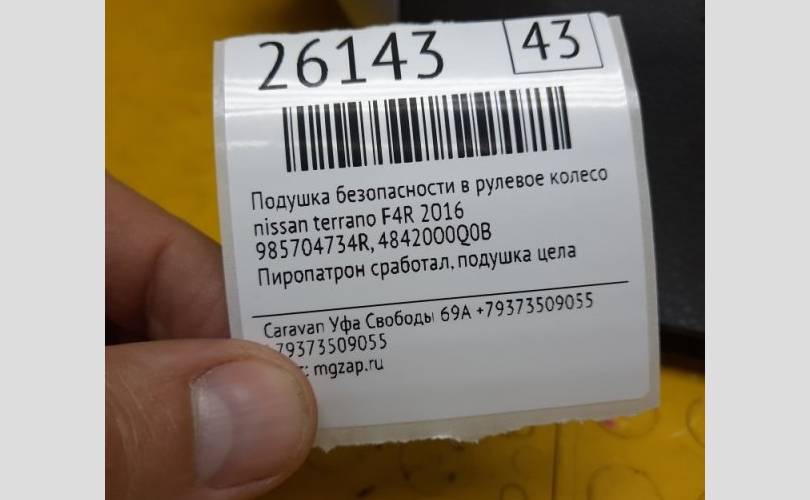 26143
43
Подушка безопасности в рулевое колесо
nissan terrano F4R 2016
985704734R, 4842000Q0B
Пиропатрон сработал, подушка цела
Caravan Уфа Свободы 69А +79373509055
79373509055
mgzap.ru